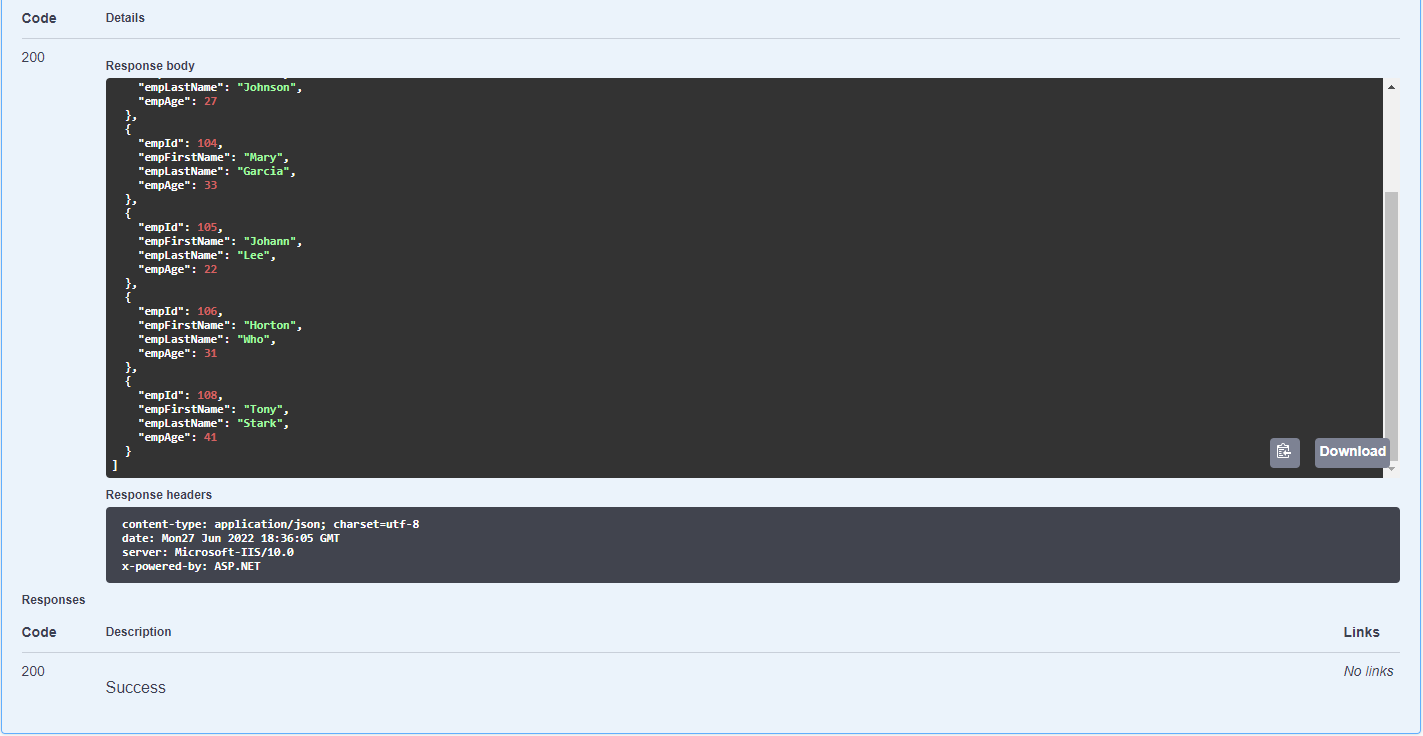 Code Details
200
Response body
"empLastName": "Johnson",
"empAge": 27
},
{
"empId": 104,
"empFirstName": "Mary",
"empLastName": "Garcia",
"empAge": 33
},
{
"empId": 105,
"empFirstName": "Johann",
"empLastName": "Lee",
"empAge": 22
},
{
"empId": 106,
"empFirstName": "Horton",
"empLastName": "Who",
"empAge": 31
},
{
"empId": 108,
"empFirstName": "Tony",
"empLastName": "Stark",
"empAge": 41
}
]
Download
Response headers
content-type: application/json; charset=utf-8
date: Mon27 Jun 2022 18:36:05 GMT
server: Microsoft-IIS/10.0
x-powered-by: ASP.NET
Responses
Code Description Links
200 No links
Success